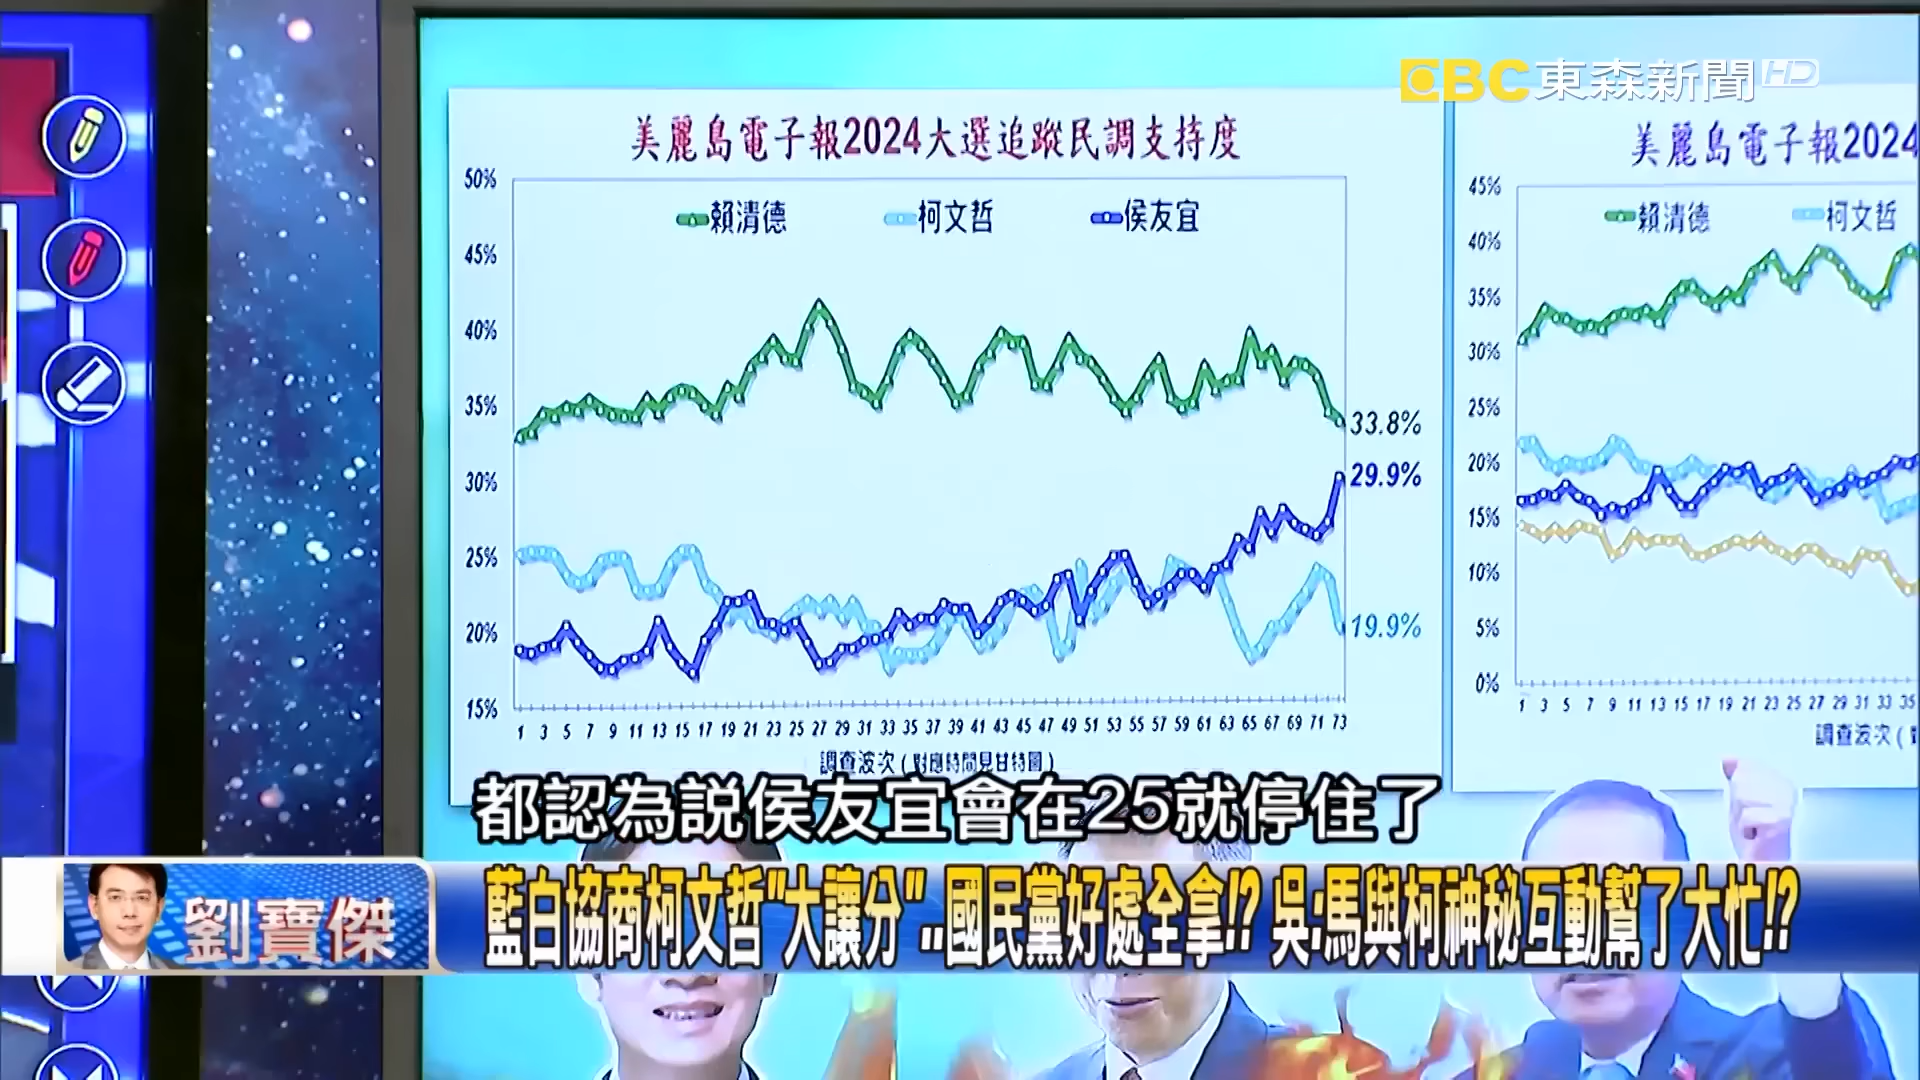 EBC東森新聞HD
美麗島電子報2024大選追蹤民調支持度
50%
賴清德 柯文哲 侯友宜
45%
40%
35%
30%
25%
20%
15%
33.8%
29.9%
19.9%
1 3 5 7 9 11 13 15 17 19 21 23 25 27 29 31 33 35 37 39 41 43 45 47 49 51 53 55 57 59 61 63 65 67 69 71 73
調查波次(對應時間見甘特圖)
美麗島電子報2024
45%
賴清德 柯文哲
40%
35%
30%
25%
20%
15%
10%
5%
0%
1 3 5 7 9 11 13 15 17 19 21 23 25 27 29 31 33 35
調查波次(
都認為說侯友宜會在25就停住了
劉寶傑
藍白協商柯文哲"大讓分"..國民黨好處全拿!? 吳:馬與柯神秘互動幫了大忙!?